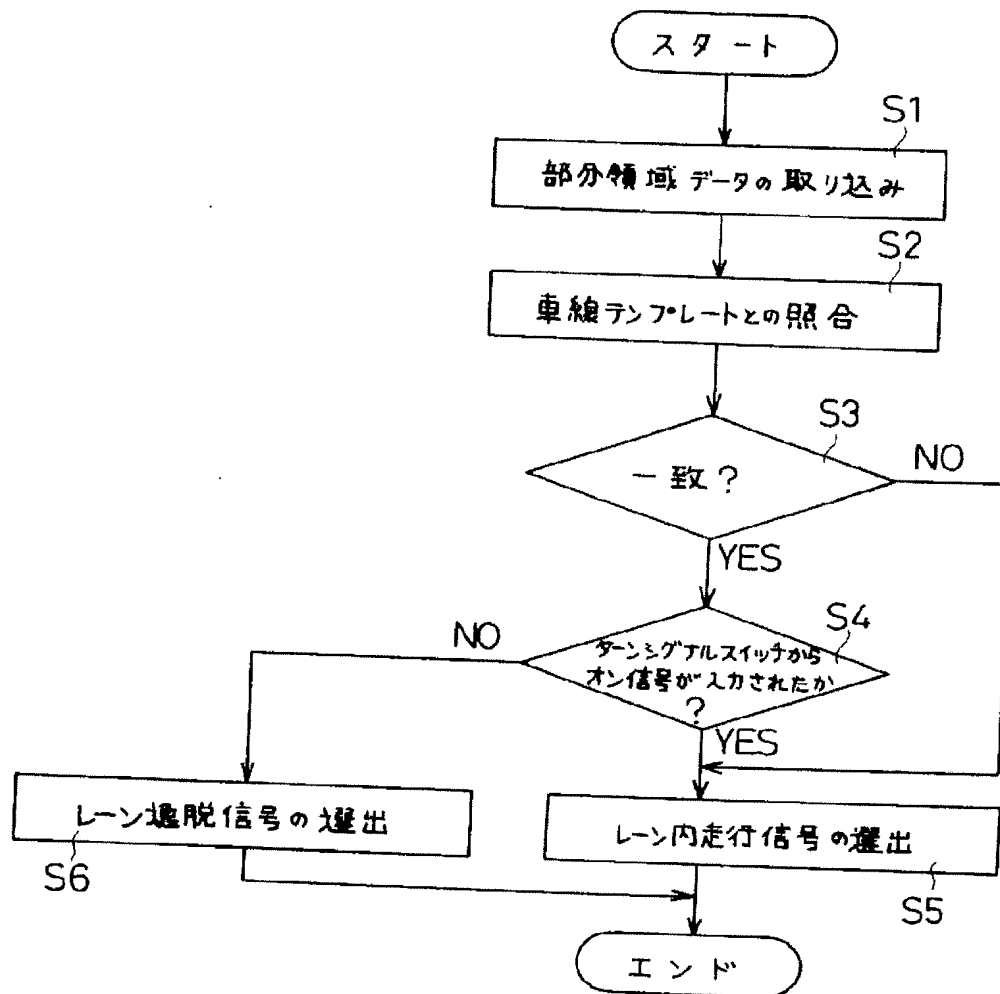 スタート
S1
部分領域データの取り込み
S2
車線テンプレートとの照合
S3
一致?
NO
YES
S4
NO
ターンシグナルスイッチから
オン信号が入力されたか
?
YES
レーン逸脱信号の選出
レーン内走行信号の選出
S6
S5
エンド